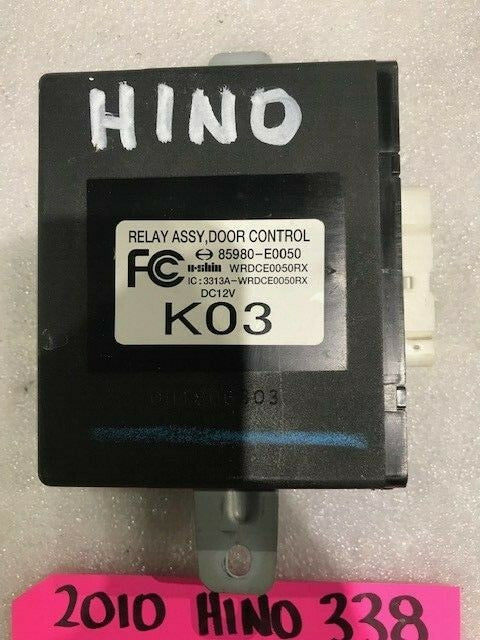 HINO
RELAY ASSY,DOOR CONTROL
85980-E0050
FC u-shin WRDCE0050RX
IC:3313A-WRDCE0050RX
DC12V
K03
2010 HINO 338